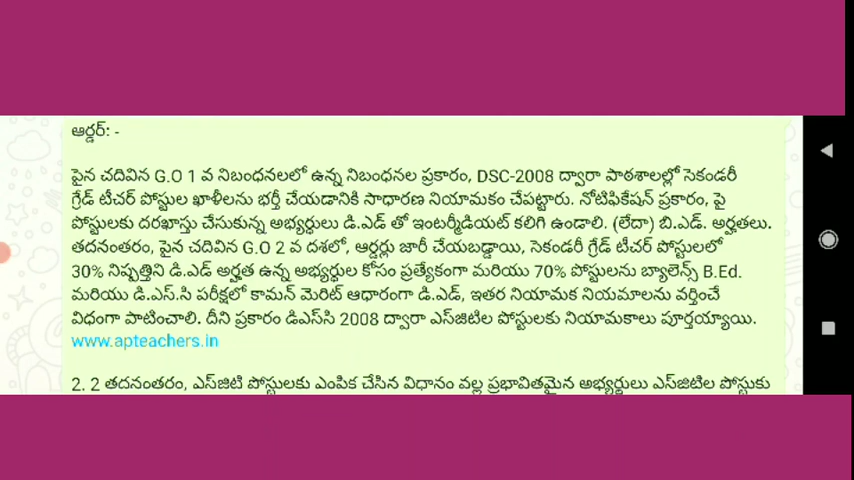 ఆర్డర్: -
పైన చదివిన G.O 1 వ నిబంధనలలో ఉన్న నిబంధనల ప్రకారం, DSC-2008 ద్వారా పాఠశాలల్లో సెకండరీ
గ్రేడ్ టీచర్ పోస్టుల ఖాళీలను భర్తీ చేయడానికి సాధారణ నియామకం చేపట్టారు. నోటిఫికేషన్ ప్రకారం, పై
పోస్టులకు దరఖాస్తు చేసుకున్న అభ్యర్థులు డి.ఎడ్ తో ఇంటర్మీడియట్ కలిగి ఉండాలి. (లేదా) బి.ఎడ్. అర్హతలు.
తదనంతరం, పైన చదివిన G.O 2 వ దశలో, ఆర్డర్లు జారీ చేయబడ్డాయి, సెకండరీ గ్రేడ్ టీచర్ పోస్టులలో
30% నిష్పత్తిని డి.ఎడ్ అర్హత ఉన్న అభ్యర్థుల కోసం ప్రత్యేకంగా మరియు 70% పోస్టులను బ్యాలెన్స్ B.Ed.
మరియు డి.ఎస్.సి పరీక్షలో కామన్ మెరిట్ ఆధారంగా డి.ఎడ్, ఇతర నియామక నియమాలను వర్తించే
విధంగా పాటించాలి. దీని ప్రకారం డిఎస్‌సి 2008 ద్వారా ఎస్‌జిటిల పోస్టులకు నియామకాలు పూర్తయ్యాయి.
www.apteachers.in
2. 2 తదనంతరం, ఎస్‌జిటి పోస్టులకు ఎంపిక చేసిన విధానం వల్ల ప్రభావితమైన అభ్యర్థులు ఎస్‌జిటిల పోస్టుకు